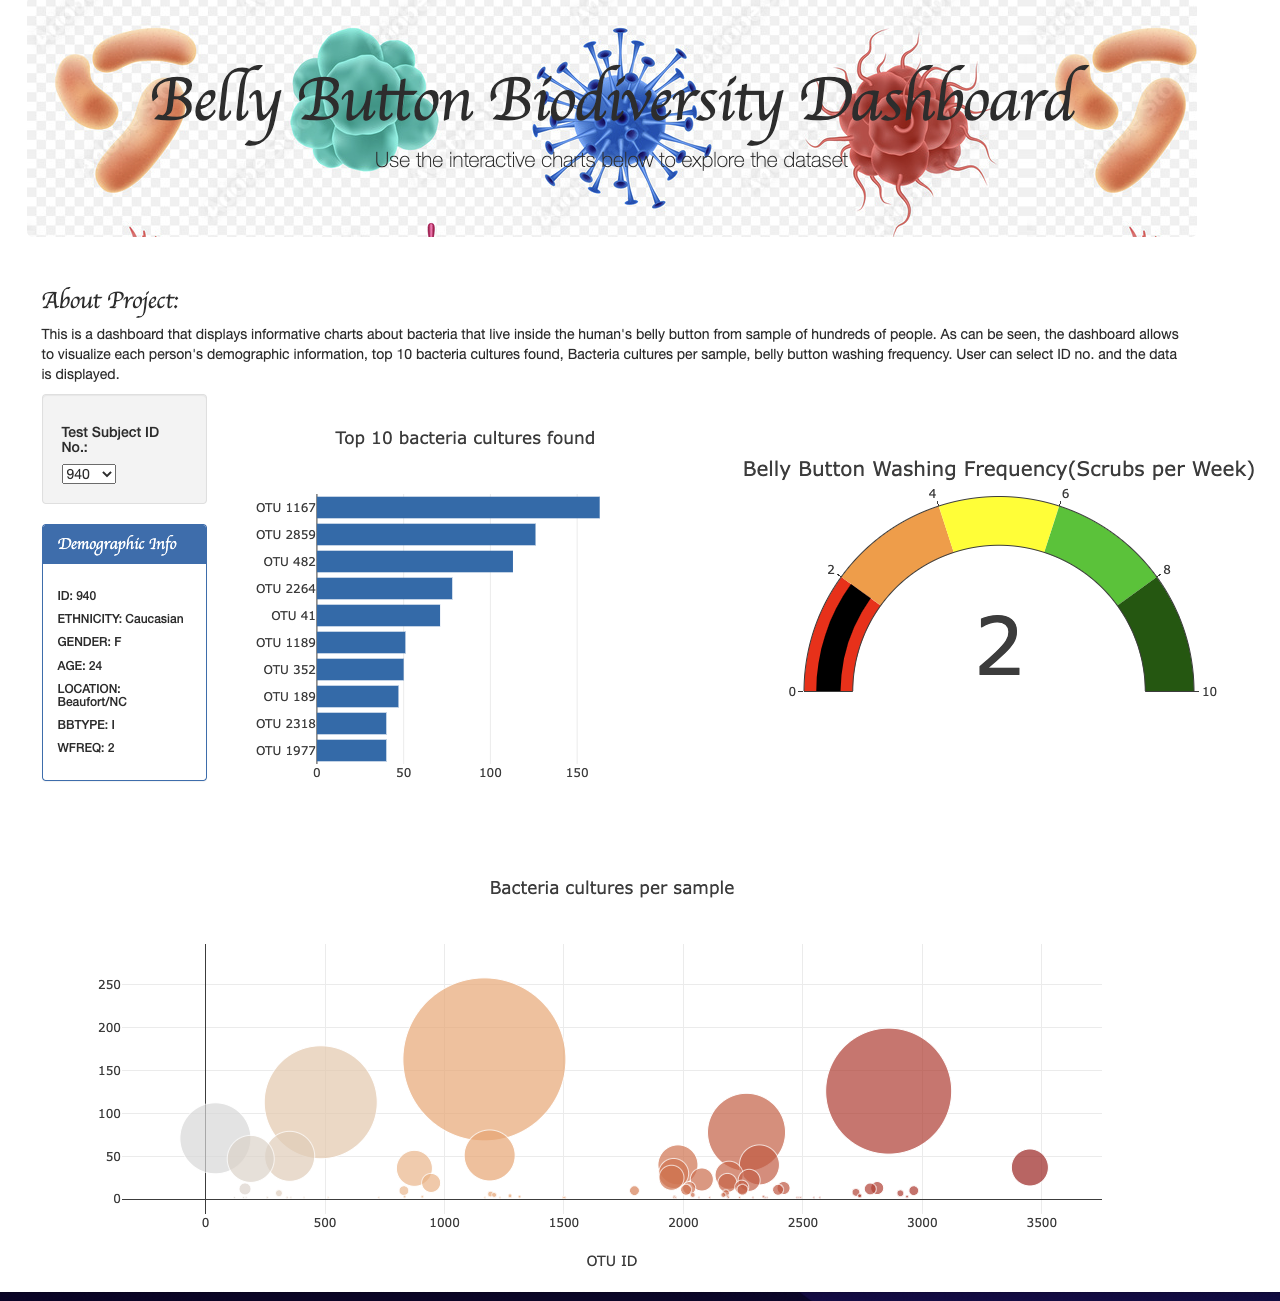 Belly Button Biodiversity Dashboard
Use the interactive charts below to explore the dataset
About Project:
This is a dashboard that displays informative charts about bacteria that live inside the human's belly button from sample of hundreds of people. As can be seen, the dashboard allows
to visualize each person's demographic information, top 10 bacteria cultures found, Bacteria cultures per sample, belly button washing frequency. User can select ID no. and the data
is displayed.
Test Subject ID
No.:
940
Demographic Info
ID: 940
ETHNICITY: Caucasian
GENDER: F
AGE: 24
LOCATION:
Beaufort/NC
BBTYPE: I
WFREQ: 2
Top 10 bacteria cultures found
OTU 1167
OTU 2859
OTU 482
OTU 2264
OTU 41
OTU 1189
OTU 352
OTU 189
OTU 2318
OTU 1977
0 50 100 150
Belly Button Washing Frequency(Scrubs per Week)
4 6
2 8
2
0 10
Bacteria cultures per sample
250
200
150
100
50
0
0 500 1000 1500 2000 2500 3000 3500
OTU ID